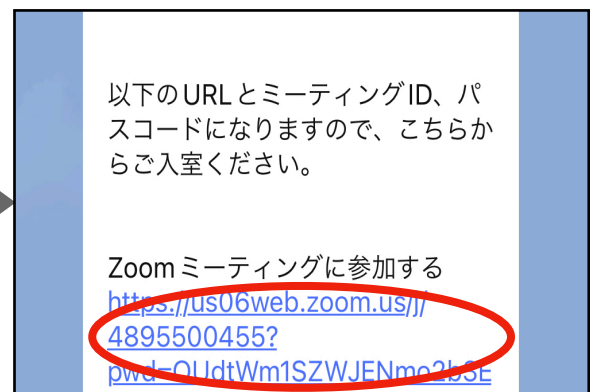 以下のURLとミーティングID、パ
スコードになりますので、こちらか
らご入室ください。
Zoomミーティングに参加する
https://us06web.zoom.us/j/
4895500455?
pwd=QUdtWm1SZWJENmo2bSE